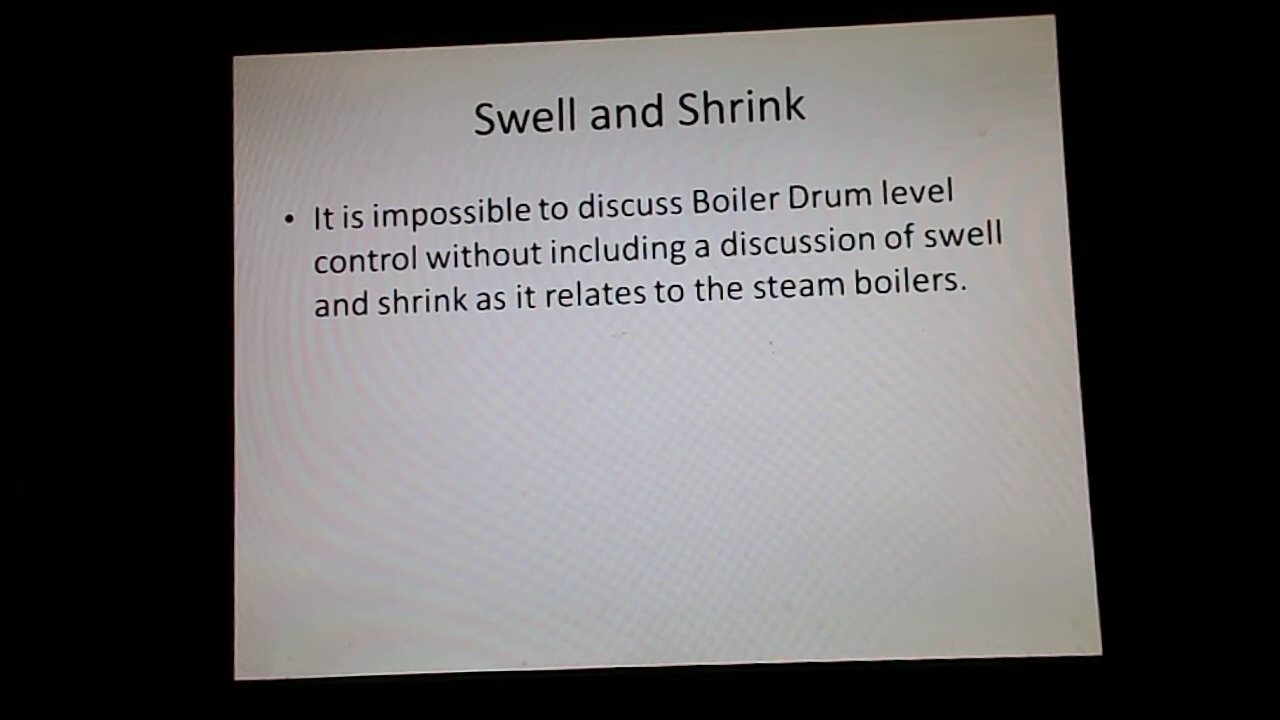 Swell and Shrink
• It is impossible to discuss Boiler Drum level
control without including a discussion of swell
and shrink as it relates to the steam boilers.